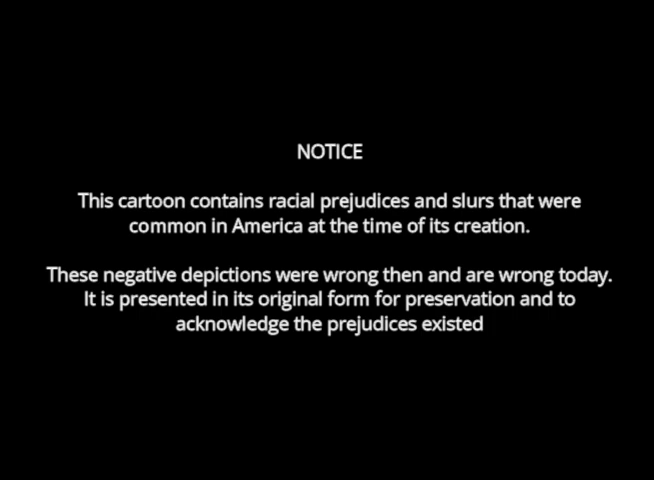 NOTICE
This cartoon contains racial prejudices and slurs that were
common in America at the time of its creation.
These negative depictions were wrong then and are wrong today.
It is presented in its original form for preservation and to
acknowledge the prejudices existed